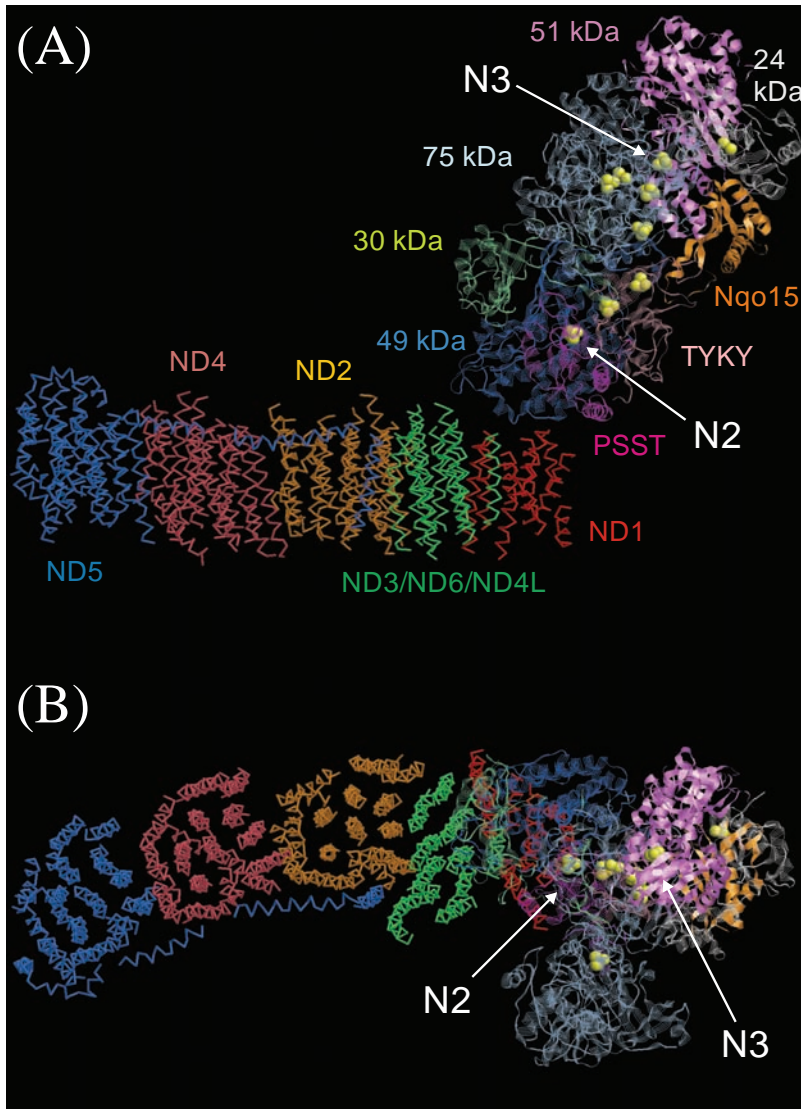 (A)
51 kDa
24
kDa
N3
75 kDa
30 kDa
Nqo15
49 kDa
TYKY
ND4
ND2
N2
PSST
ND1
ND5
ND3/ND6/ND4L
(B)
N2
N3